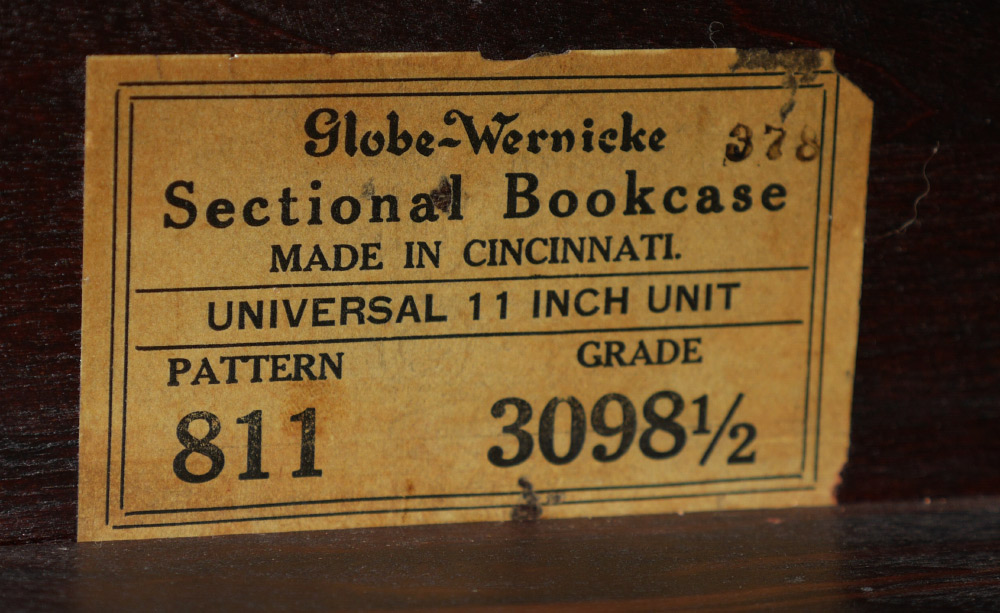 Globe-Wernicke
378
Sectional Bookcase
MADE IN CINCINNATI.
UNIVERSAL 11 INCH UNIT
PATTERN GRADE
811 3098½